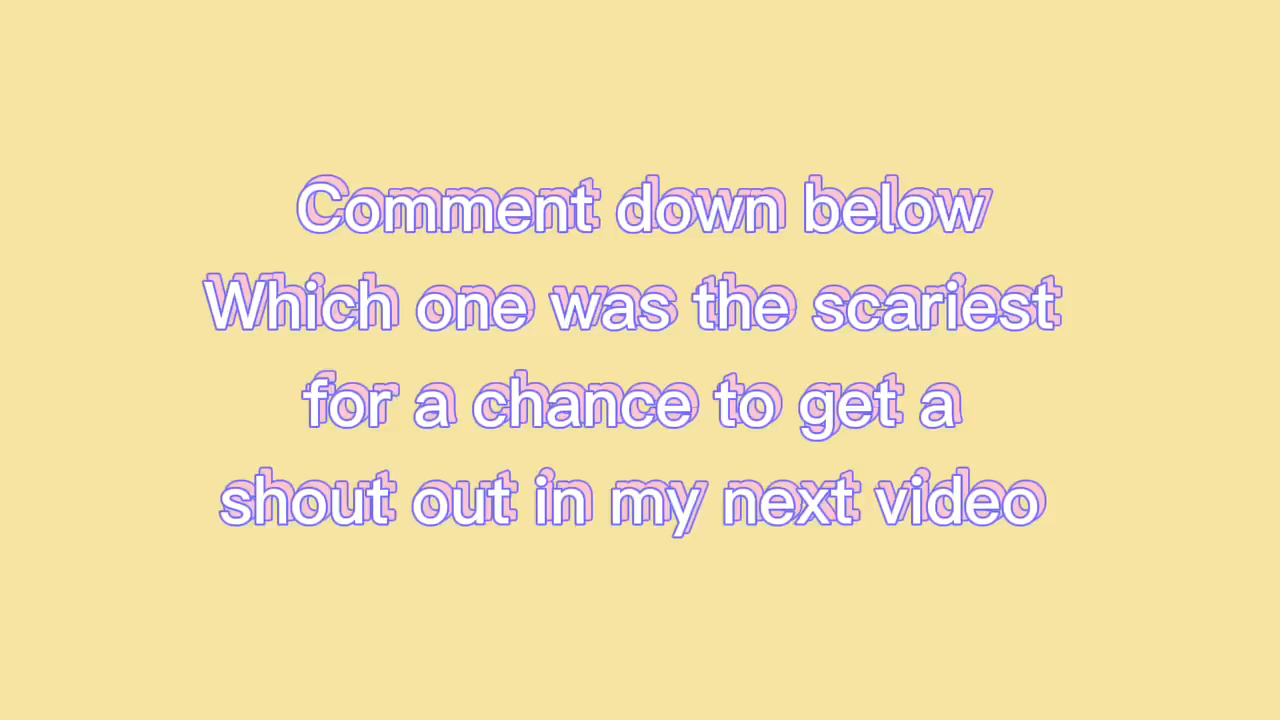 Comment down below
Which one was the scariest
for a chance to get a
shout out in my next video